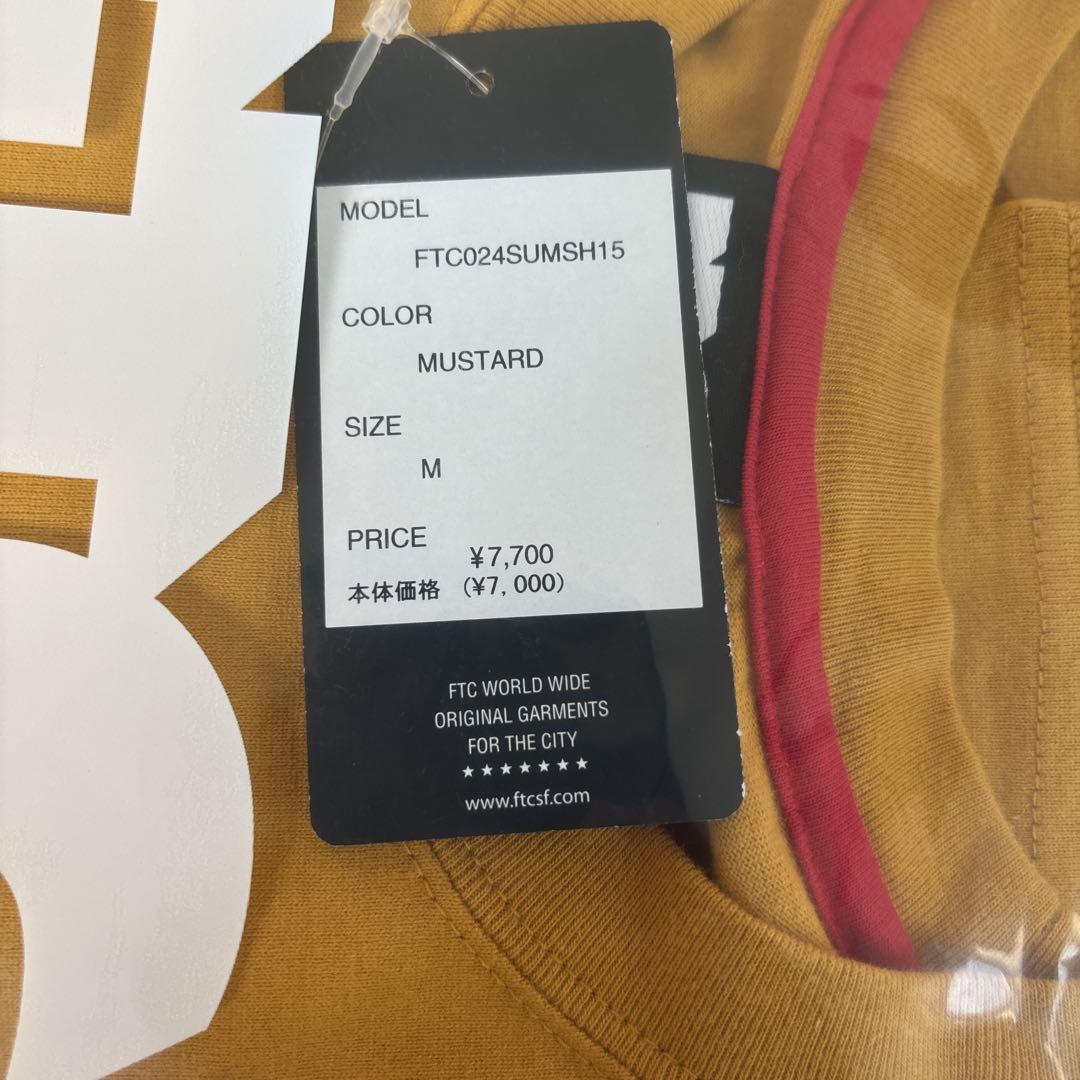 MODEL
FTC024SUMSH15
COLOR
MUSTARD
SIZE
M
PRICE
¥7,700
本体価格 (¥7, 000)
FTC WORLD WIDE
ORIGINAL GARMENTS
FOR THE CITY
★★★★★★★
www.ftcsf.com